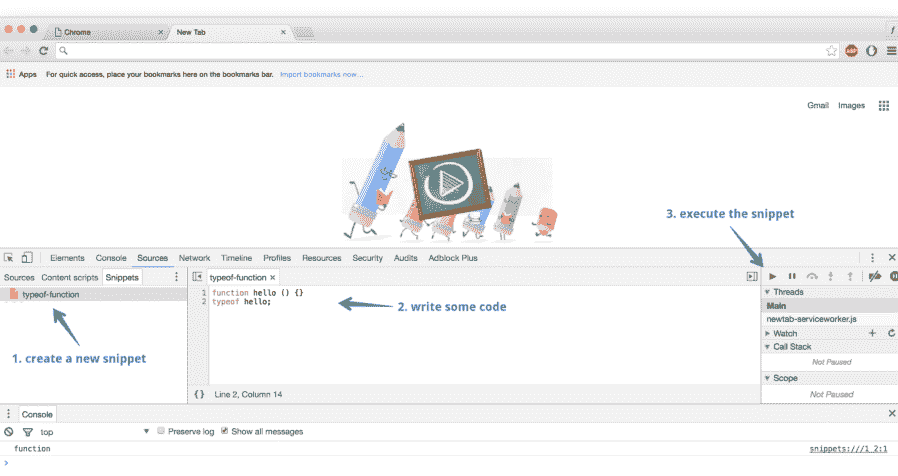 Chrome
New Tab
Apps For quick access, place your bookmarks here on the bookmarks bar. Import bookmarks now...
ABP
Gmail Images
3. execute the snippet
Elements Console Sources Network Timeline Profiles Resources Security Audits Adblock Plus
Sources Content scripts Snippets
typeof-function
typeof-function
1 function hello () {}
2 typeof hello;
2. write some code
1. create a new snippet
{} Line 2, Column 14
Threads
Main
newtab-serviceworker.js
Watch
Call Stack
Not Paused
Scope
Not Paused
Console
top Preserve log Show all messages
function snippets:///1_2:1
>